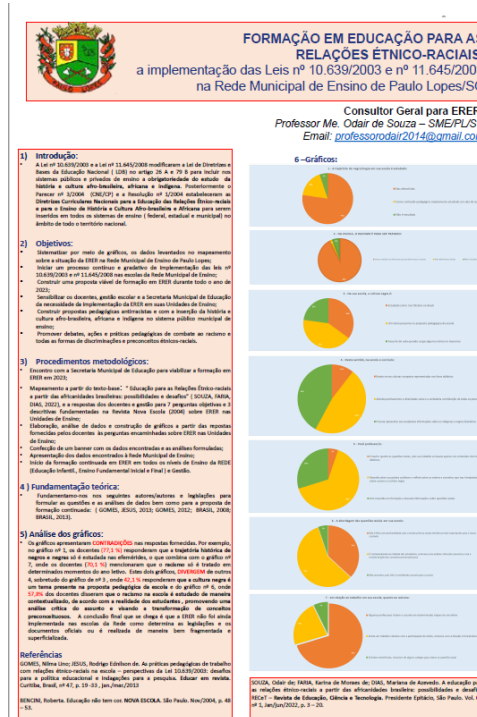 FORMAÇÃO EM EDUCAÇÃO PARA AS
RELAÇÕES ÉTNICO-RACIAIS
a implementação das Leis nº 10.639/2003 e nº 11.645/200
na Rede Municipal de Ensino de Paulo Lopes/SC
PAULO LOPES
Consultor Geral para ERER
Professor Me. Odair de Souza – SME/PL/S
Email: professorodair2014@gmail.co
1) Introdução:
A Lei nº 10.639/2003 e a Lei nº 11.645/2008 modificaram a Lei de Diretrizes e
Bases da Educação Nacional ( LDB) no artigo 26 A e 79 B para incluir nos
sistemas públicos e privados de ensino a obrigatoriedade do estudo da
história e cultura afro-brasileira, africana e indígena. Posteriormente o
Parecer nº 3/2004 (CNE/CP) e a Resolução nº 1/2004 estabeleceram as
Diretrizes Curriculares Nacionais para a Educação das Relações Étnico-raciais
e para o Ensino de História e Cultura Afro-brasileira e Africana para serem
inseridos em todos os sistemas de ensino ( federal, estadual e municipal) no
âmbito de todo o território nacional.
2) Objetivos:
Sistematizar por meio de gráficos, os dados levantados no mapeamento
sobre a situação da ERER na Rede Municipal de Ensino de Paulo Lopes;
Iniciar um processo contínuo e gradativo de implementação das leis nº
10.639/2003 e nº 11.645/2008 nas escolas da Rede Municipal de Ensino;
Construir uma proposta viável de formação em ERER durante todo o ano de
2023;
Sensibilizar os docentes, gestão escolar e a Secretaria Municipal de Educação
da necessidade da implementação da ERER em suas Unidades de Ensino;
Construir propostas pedagógicas antirracistas e com a inserção da história e
cultura afro-brasileira, africana e indígena no sistema público municipal de
ensino;
Promover debates, ações e práticas pedagógicas de combate ao racismo e
todas as formas de discriminações e preconceitos étnico-raciais.
3) Procedimentos metodológicos:
Encontro com a Secretaria Municipal de Educação para viabilizar a formação em
ERER em 2023;
Mapeamento a partir do texto-base: " Educação para as Relações Étnico-raciais
a partir das africanidades brasileiras: possibilidades e desafios" ( SOUZA, FARIA,
DIAS, 2022), e a respostas dos docentes e gestão para 7 perguntas objetivas e 3
descritivas fundamentadas na Revista Nova Escola (2004) sobre ERER nas
Unidades de Ensino;
Elaboração, análise de dados e construção de gráficos a partir das repostas
fornecidas pelos docentes às perguntas encaminhadas sobre ERER nas Unidades
de Ensino;
Confecção de um banner com os dados encontrados e as análises formuladas;
Apresentação dos dados encontrados à Rede Municipal de Ensino;
Início da formação continuada em ERER em todos os níveis de Ensino da REDE
(Educação Infantil., Ensino Fundamental Inicial e Final ) e Gestão.
4 ) Fundamentação teórica:
Fundamentamo-nos nos seguintes autores/autoras e legislações para
formular as questões e as análises de dados bem como para a proposta de
formação continuada: ( GOMES, JESUS, 2013; GOMES, 2012; BRASIL, 2008;
BRASIL, 2013).
5) Análise dos gráficos:
Os gráficos apresentaram CONTRADIÇÕES nas respostas fornecidas. Por exemplo,
no gráfico nº 1, os docentes (77,1 %) responderam que a trajetória histórica de
negros e negras só é estudada nas efemérides, o que combina com o gráfico nº
7, onde os docentes (70,1 %) mencionaram que o racismo só é tratado em
determinados momentos do ano letivo. Estes dois gráficos, DIVERGEM de outros
4, sobretudo do gráfico de nº 3 , onde 42,1 % responderam que a cultura negra é
um tema presente na proposta pedagógica da escola e do gráfico nº 6, onde
57,8% dos docentes disseram que o racismo na escola é estudado de maneira
contextualizado, de acordo com a realidade dos estudantes , promovendo uma
análise crítica do assunto e visando a transformação de conceitos
preconceituosos. A conclusão final que se chega é que a ERER não foi ainda
implementada nas escolas da Rede como determina as legislações e os
documentos oficiais ou é realizada de maneira bem fragmentada e
superficializada.
Referências
GOMES, Nilma Lino; JESUS, Rodrigo Ednilson de. As práticas pedagógicas de trabalho
com relações étnico-raciais na escola – perspectivas da Lei 10.639/2003: desafios
para a política educacional e indagações para a pesquisa. Educar em revista.
Curitiba, Brasil, nº 47, p. 19 -33 , jan./mar./2013
BENCINI, Roberta. Educação não tem cor. NOVA ESCOLA. São Paulo. Nov/2004, p. 48
– 53.
6 –Gráficos:
SOUZA, Odair de; FARIA, Karina de Moraes de; DIAS, Mariana de Azevedo. A educação pa
as relações étnico-raciais a partir das africanidades brasileira: possibilidades e desafi
RECeT – Revista de Educação, Ciência e Tecnologia. Presidente Epitácio, São Paulo. Vol.
nº 1, Jan/jun/2022, p. 3 – 20.